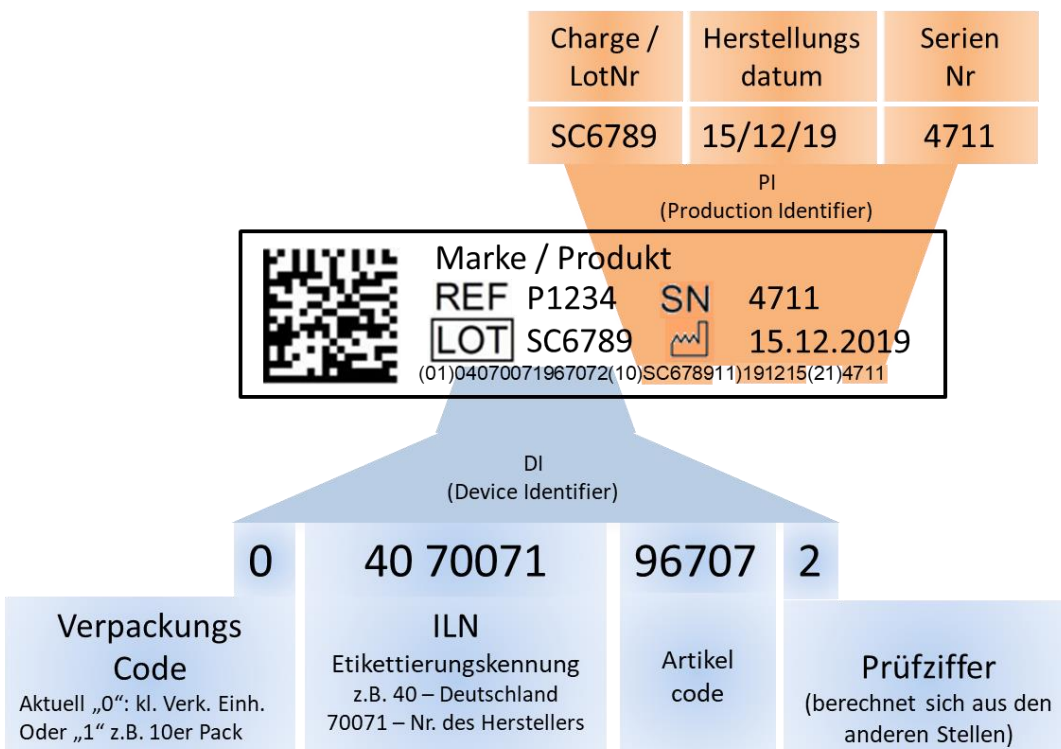 Charge / Herstellungs Serien
LotNr datum Nr
SC6789 15/12/19 4711
PI
(Production Identifier)
Marke / Produkt
REF P1234 SN 4711
LOT SC6789 15.12.2019
(01)04070071967072(10)SC678911)191215(21)4711
DI
(Device Identifier)
0 40 70071 96707 2
Verpackungs
Code
Aktuell „0“: kl. Verk. Einh.
Oder „1“ z.B. 10er Pack
ILN
Etikettierungskennung
z.B. 40 – Deutschland
70071 – Nr. des Herstellers
Artikel
code
Prüfziffer
(berechnet sich aus den
anderen Stellen)